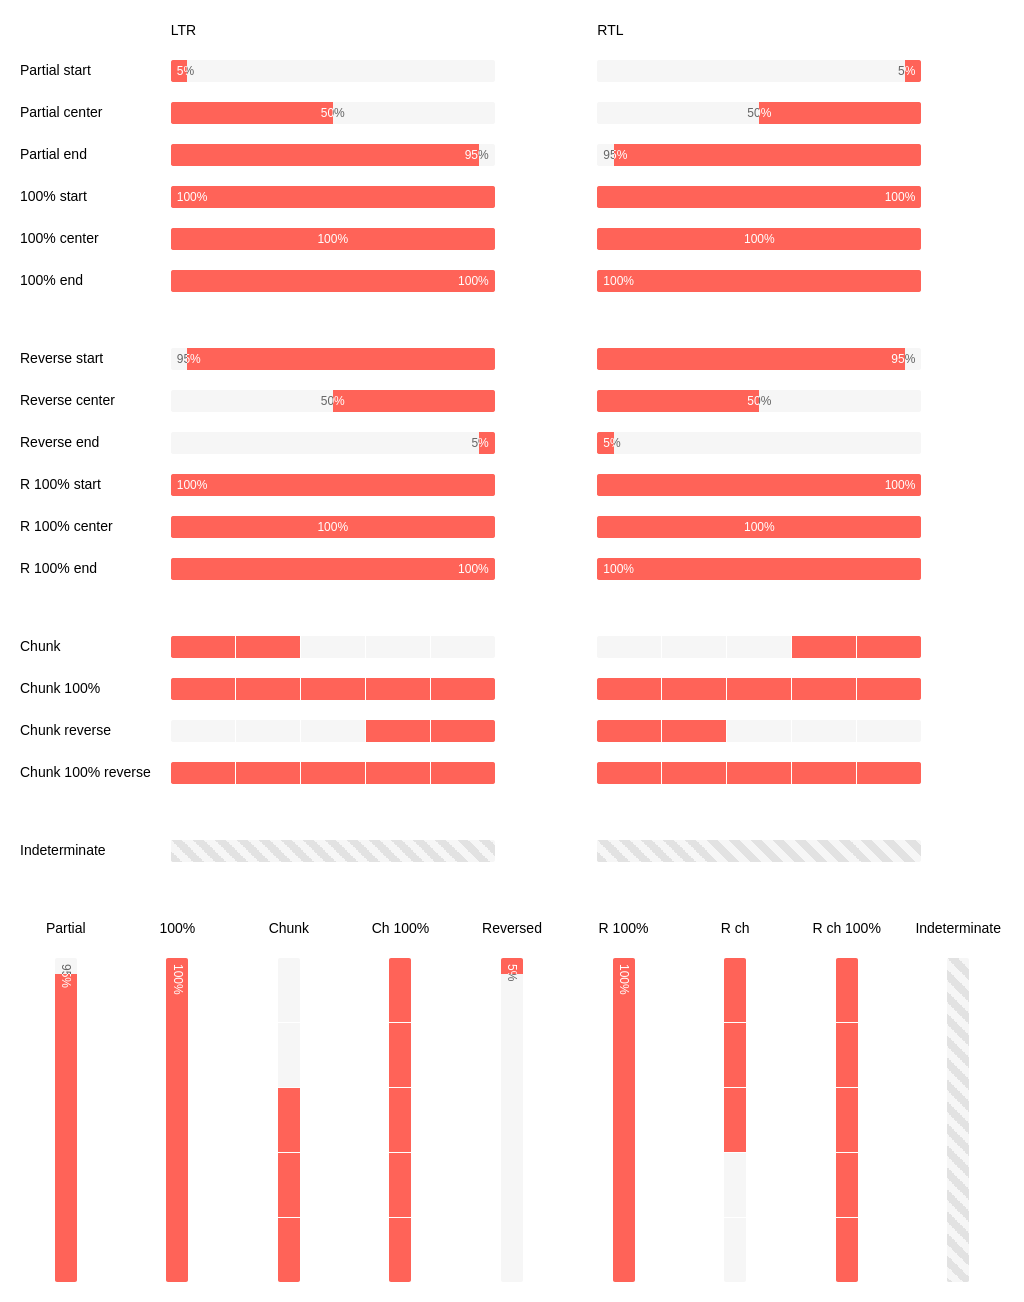 LTR RTL
Partial start 5% 5%
Partial center 50% 50%
Partial end 95% 95%
100% start 100% 100%
100% center 100% 100%
100% end 100% 100%
Reverse start 95% 95%
Reverse center 50% 50%
Reverse end 5% 5%
R 100% start 100% 100%
R 100% center 100% 100%
R 100% end 100% 100%
Chunk
Chunk 100%
Chunk reverse
Chunk 100% reverse
Indeterminate
Partial 100% Chunk Ch 100% Reversed R 100% R ch R ch 100% Indeterminate
95% 100% 5% 100%